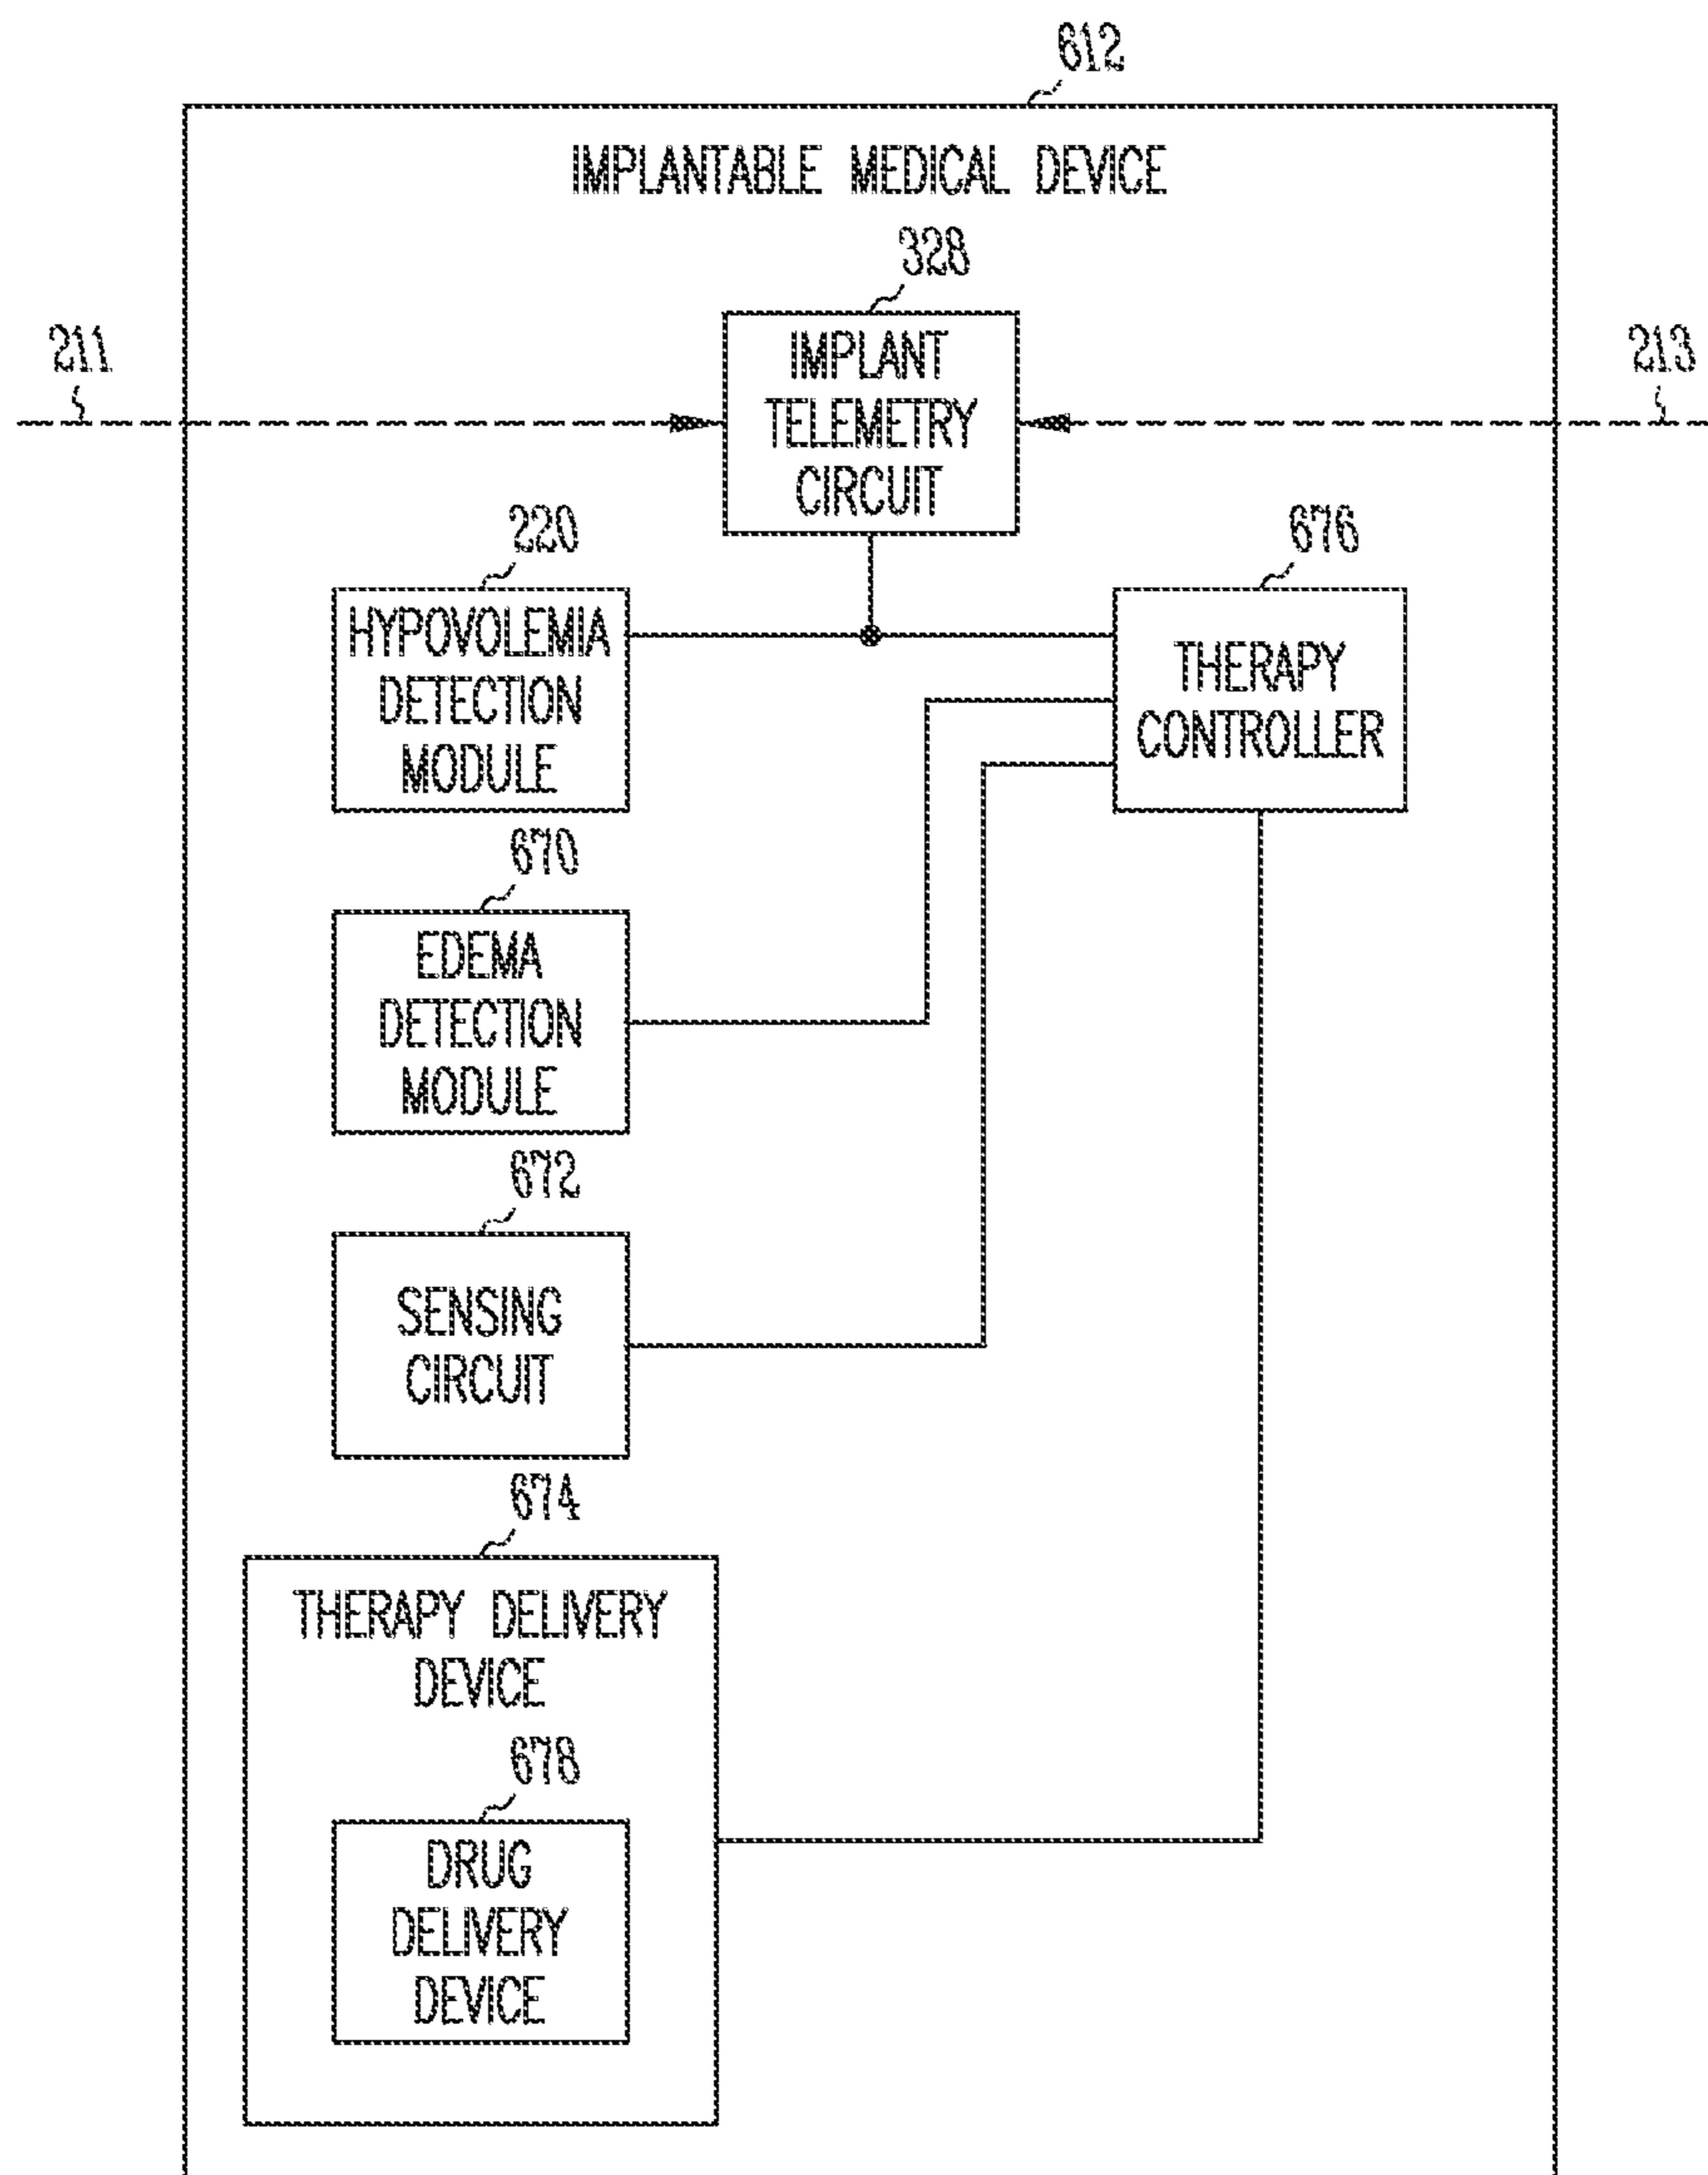 612
IMPLANTABLE MEDICAL DEVICE
328
211
IMPLANT
TELEMETRY
CIRCUIT
213
220
HYPOVOLEMIA
DETECTION
MODULE
676
THERAPY
CONTROLLER
670
EDEMA
DETECTION
MODULE
672
SENSING
CIRCUIT
674
THERAPY DELIVERY
DEVICE
678
DRUG
DELIVERY
DEVICE